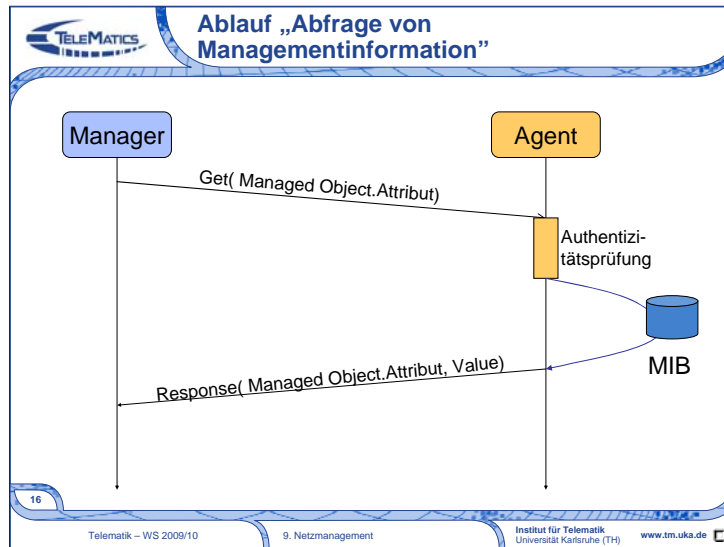 TELEMATICS
Ablauf „Abfrage von
Managementinformation”
Manager
Agent
Get( Managed Object.Attribut)
Authentizi-
tätsprüfung
MIB
Response( Managed Object.Attribut, Value)
16
Telematik – WS 2009/10
9. Netzmanagement
Institut für Telematik
Universität Karlsruhe (TH)
www.tm.uka.de